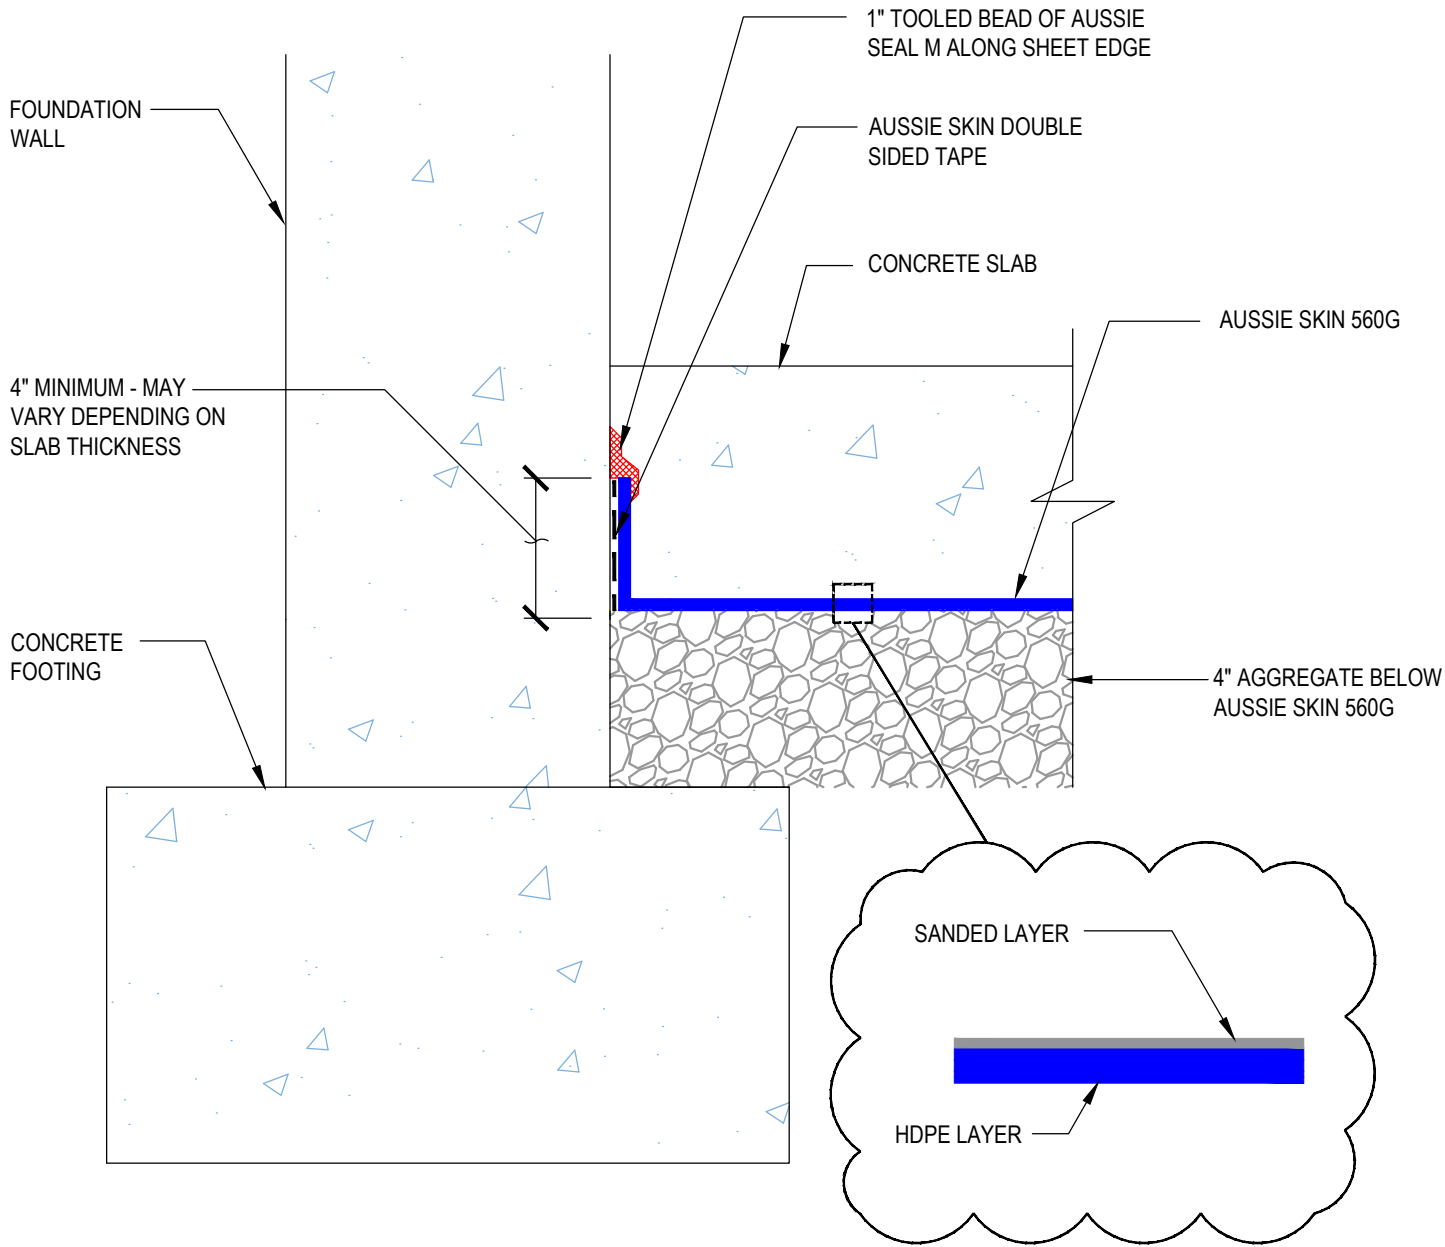 1" TOOLED BEAD OF AUSSIE
SEAL M ALONG SHEET EDGE
FOUNDATION
WALL
AUSSIE SKIN DOUBLE
SIDED TAPE
CONCRETE SLAB
AUSSIE SKIN 560G
4" MINIMUM - MAY
VARY DEPENDING ON
SLAB THICKNESS
CONCRETE
FOOTING
4" AGGREGATE BELOW
AUSSIE SKIN 560G
SANDED LAYER
HDPE LAYER